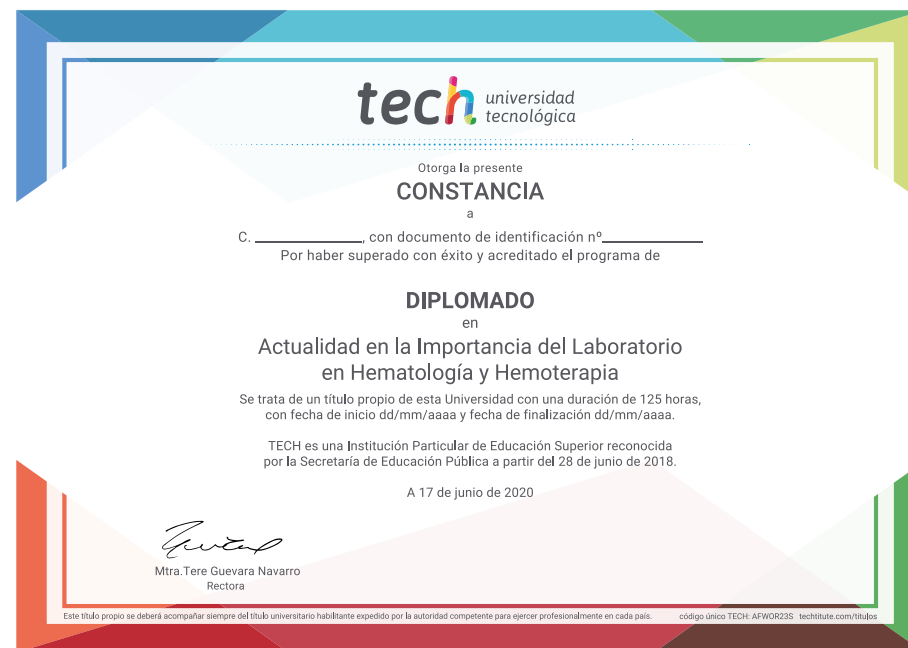 tech universidad
tecnológica
Otorga la presente
CONSTANCIA
a
C. __________, con documento de identificación nº__________
Por haber superado con éxito y acreditado el programa de
DIPLOMADO
en
Actualidad en la Importancia del Laboratorio
en Hematología y Hemoterapia
Se trata de un título propio de esta Universidad con una duración de 125 horas,
con fecha de inicio dd/mm/aaaa y fecha de finalización dd/mm/aaaa.
TECH es una Institución Particular de Educación Superior reconocida
por la Secretaría de Educación Pública a partir del 28 de junio de 2018.
A 17 de junio de 2020
Mtra.Tere Guevara Navarro
Rectora
Este título propio se deberá acompañar siempre del título universitario habilitante expedido por la autoridad competente para ejercer profesionalmente en cada país. código único TECH: AFWOR23S techtitute.com/titulos